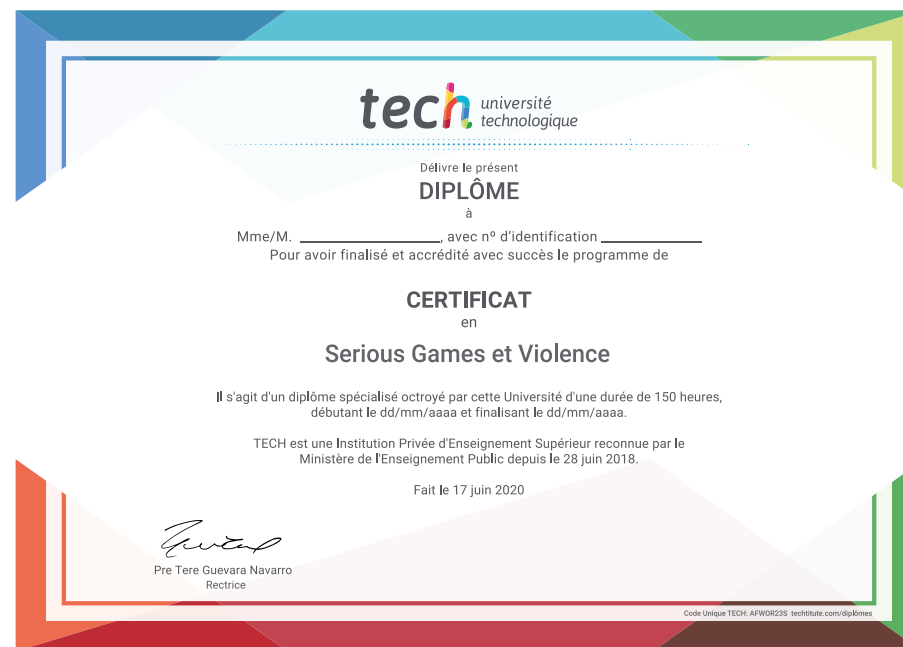 tech université
technologique
Délivre le présent
DIPLÔME
à
Mme/M. ____________________, avec nº d'identification ______________
Pour avoir finalisé et accrédité avec succès le programme de
CERTIFICAT
en
Serious Games et Violence
Il s'agit d'un diplôme spécialisé octroyé par cette Université d'une durée de 150 heures,
débutant le dd/mm/aaaa et finalisant le dd/mm/aaaa.
TECH est une Institution Privée d'Enseignement Supérieur reconnue par le
Ministère de l'Enseignement Public depuis le 28 juin 2018.
Fait le 17 juin 2020
Pre Tere Guevara Navarro
Rectrice
Code Unique TECH: AFWOR23S techtitute.com/diplômes